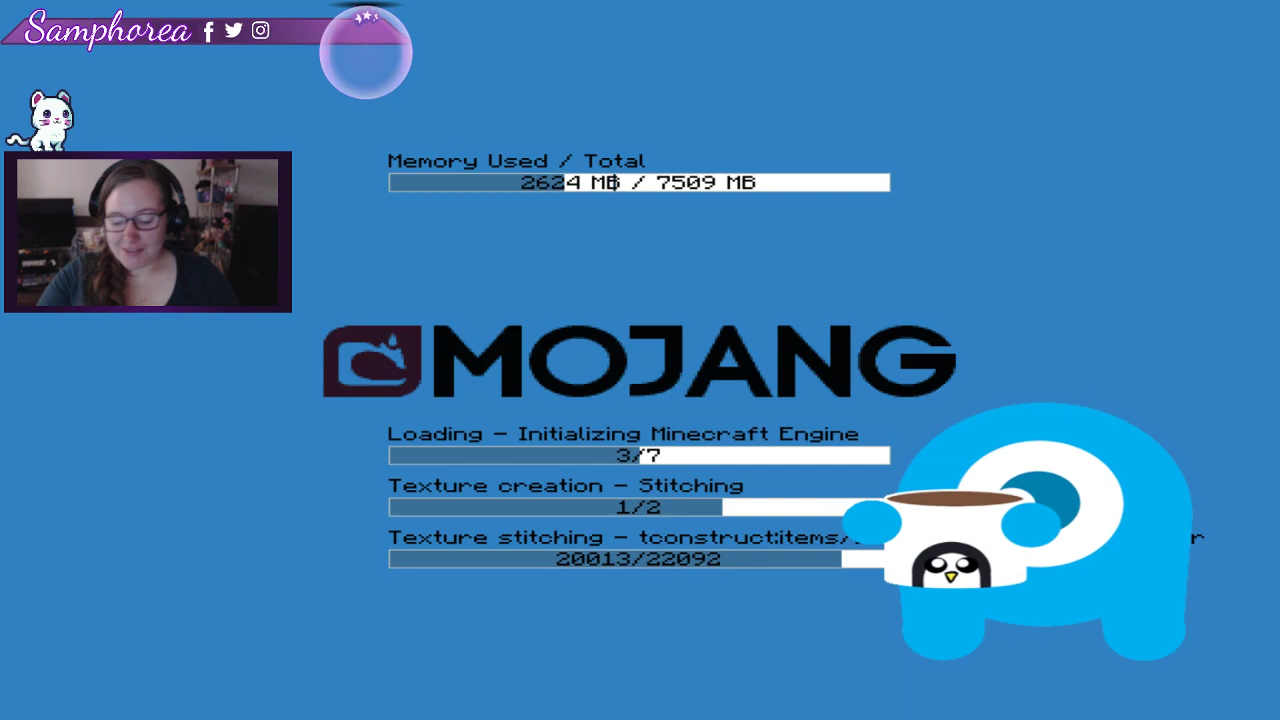 Samphorea
Memory Used / Total
2624 MB / 7509 MB
MOJANG
Loading - Initializing Minecraft Engine
3/7
Texture creation - Stitching
1/2
Texture stitching - tconstruct:items/
20013/22092